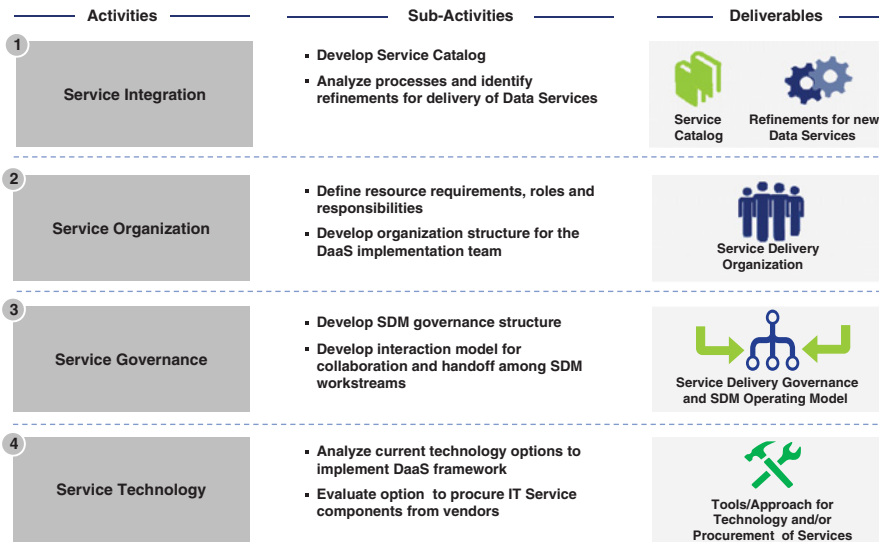 Activities
Sub-Activities
Deliverables
1
Service Integration
▪ Develop Service Catalog
▪ Analyze processes and identify
refinements for delivery of Data Services
Service
Catalog
Refinements for new
Data Services
2
Service Organization
▪ Define resource requirements, roles and
responsibilities
▪ Develop organization structure for the
DaaS implementation team
Service Delivery
Organization
3
Service Governance
▪ Develop SDM governance structure
▪ Develop interaction model for
collaboration and handoff among SDM
workstreams
Service Delivery Governance
and SDM Operating Model
4
Service Technology
▪ Analyze current technology options to
implement DaaS framework
▪ Evaluate option  to procure IT Service
components from vendors
Tools/Approach for
Technology and/or
Procurement  of Services